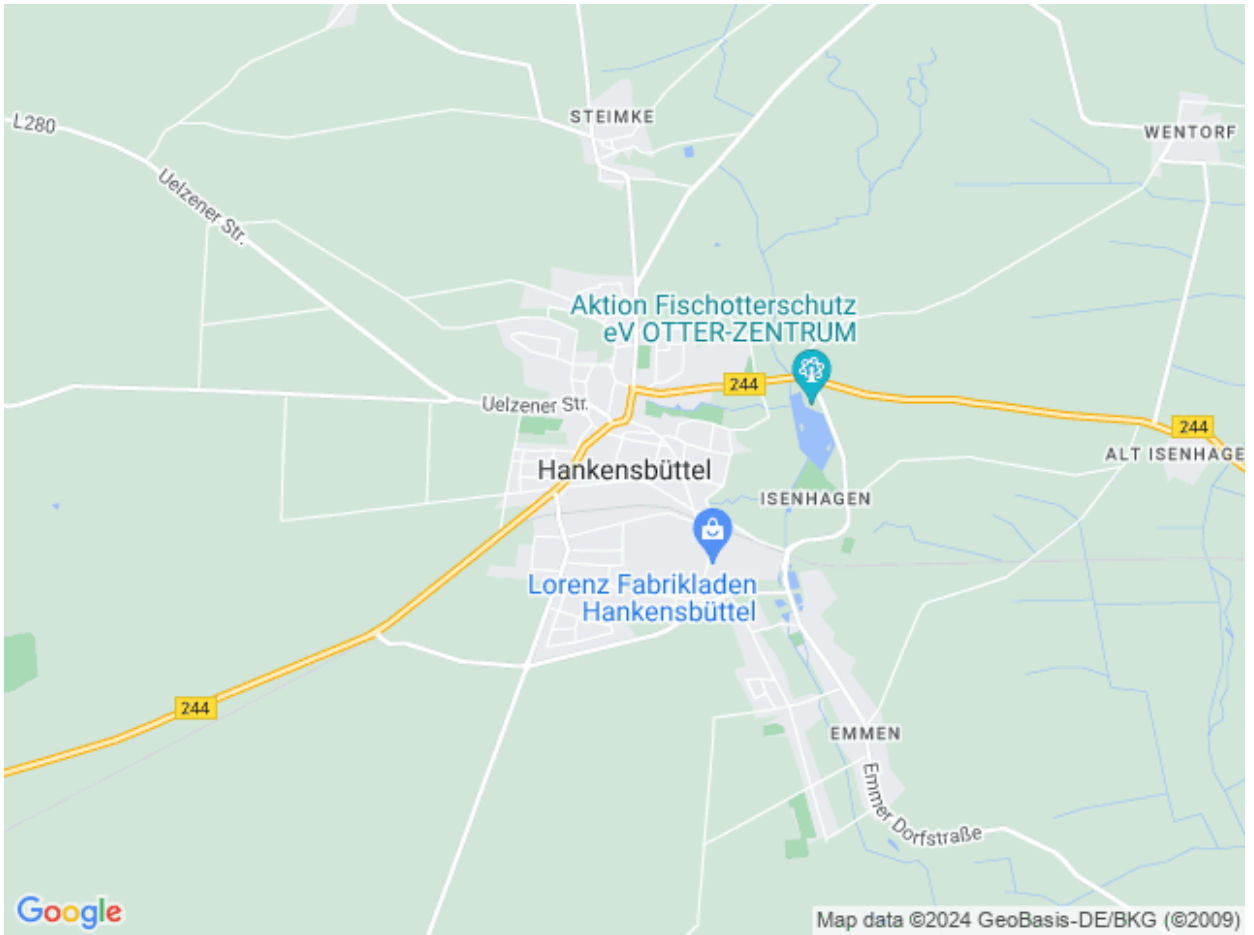 STEIMKE
L280
WENTORF
Uelzener Str.
Aktion Fischotterschutz
eV OTTER-ZENTRUM
244
Uelzener Str.
244
ALT ISENHAGE
Hankensbüttel
ISENHAGEN
Lorenz Fabrikladen
Hankensbüttel
244
EMMEN
Emmer Dorfstraße
Google
Map data ©2024 GeoBasis-DE/BKG (©2009)